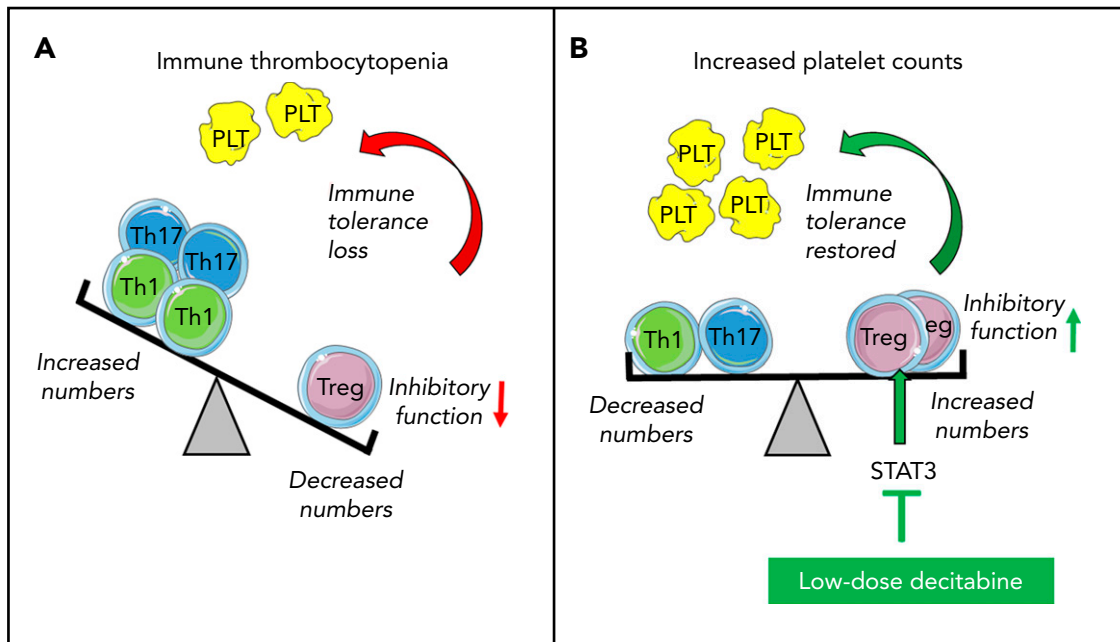 A
Immune thrombocytopenia
PLT
PLT
Immune
tolerance
loss
Th17
Th17
Th1
Th1
Increased
numbers
Treg
Inhibitory
function
Decreased
numbers
B
Increased platelet counts
PLT
PLT
PLT
PLT
Immune
tolerance
restored
Th1
Th17
Treg
eg
Inhibitory
function
Decreased
numbers
Increased
numbers
STAT3
Low-dose decitabine